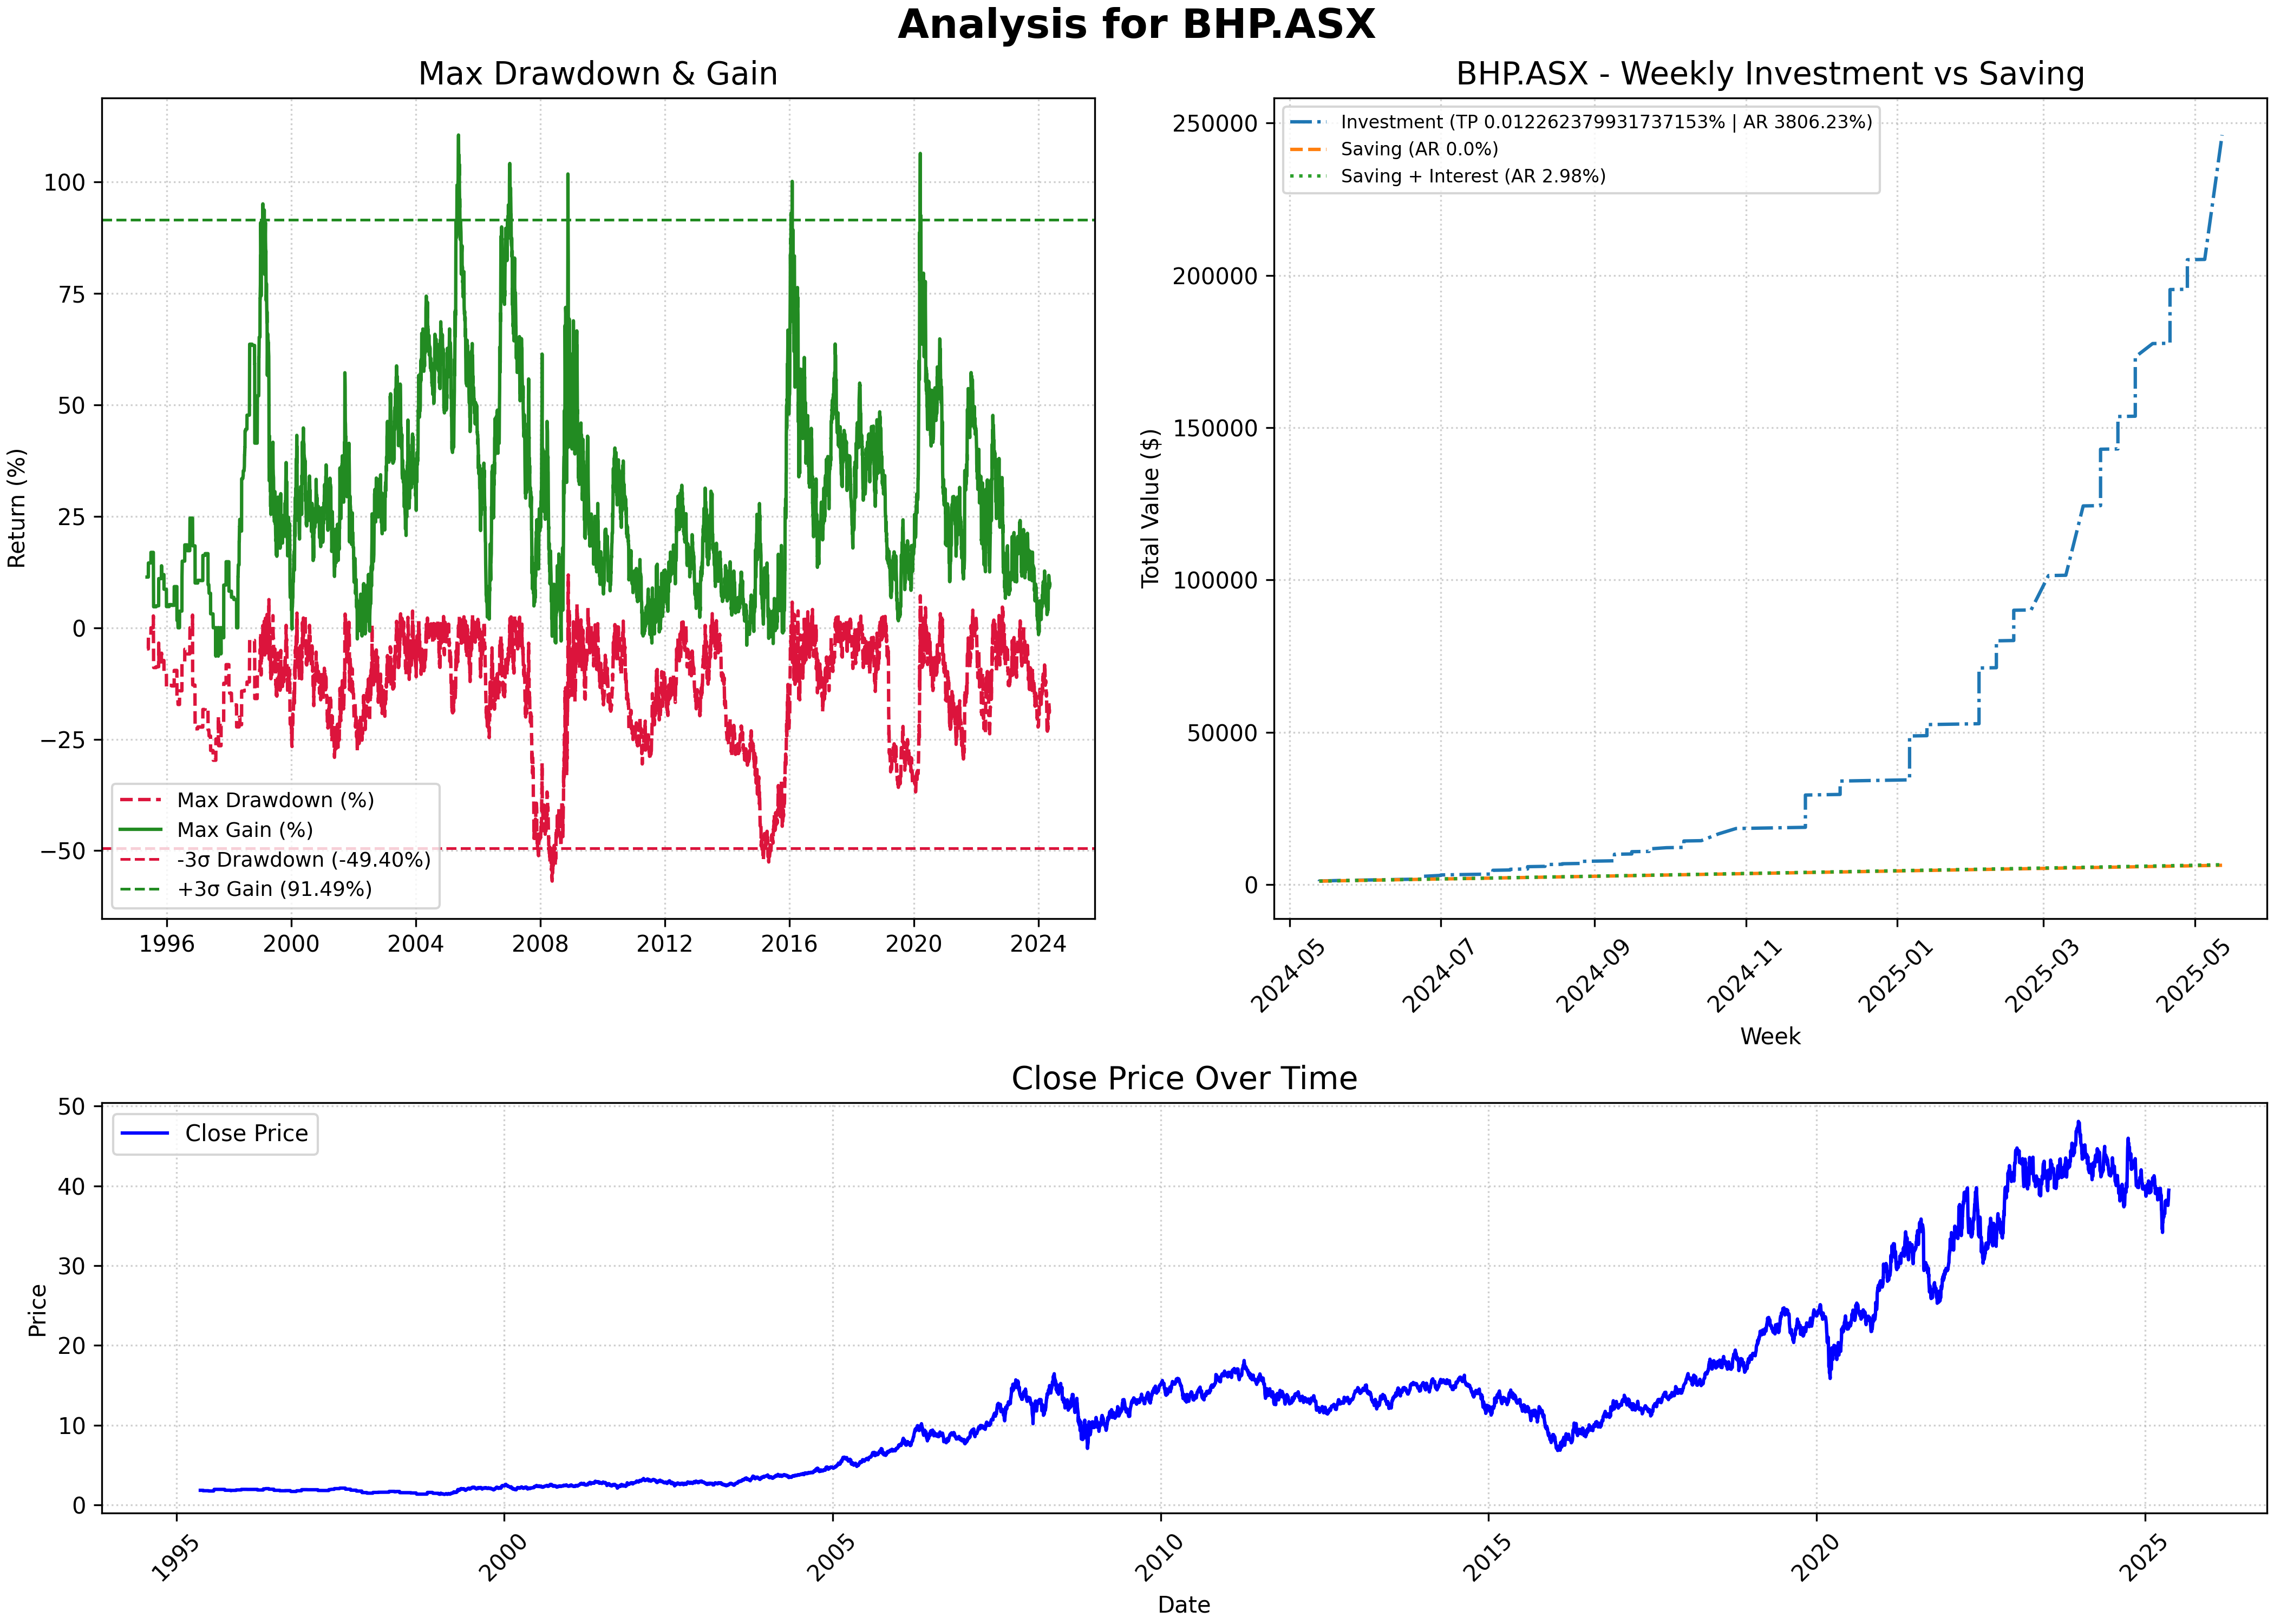 Analysis for BHP.ASX
Max Drawdown & Gain
Return (%)
100
75
50
25
0
−25
−50
Max Drawdown (%)
Max Gain (%)
-3σ Drawdown (-49.40%)
+3σ Gain (91.49%)
1996
2000
2004
2008
2012
2016
2020
2024
BHP.ASX - Weekly Investment vs Saving
Total Value ($)
250000
200000
150000
100000
50000
0
Investment (TP 0.012262379931737153% | AR 3806.23%)
Saving (AR 0.0%)
Saving + Interest (AR 2.98%)
2024-05
2024-07
2024-09
2024-11
2025-01
2025-03
2025-05
Week
Close Price Over Time
Price
50
40
30
20
10
0
Close Price
1995
2000
2005
2010
2015
2020
2025
Date